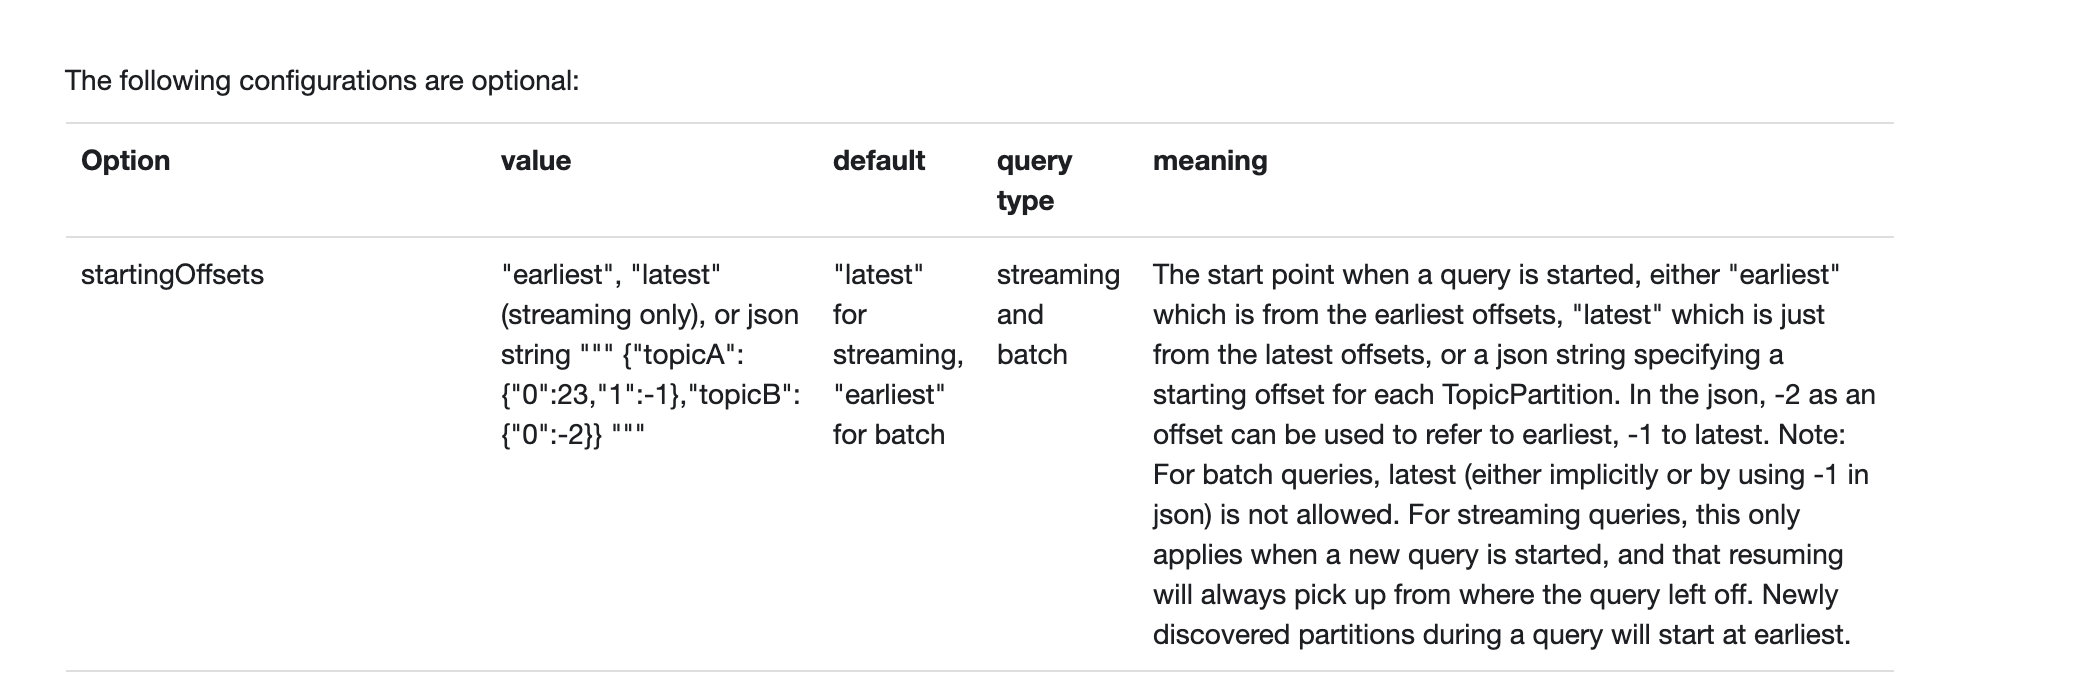 The following configurations are optional:
Option value default query type meaning
startingOffsets
"earliest", "latest"
(streaming only), or json
string """ {"topicA":
{"0":23,"1":-1},"topicB":
{"0":-2}} """
"latest"
for
streaming,
"earliest"
for batch
streaming
and
batch
The start point when a query is started, either "earliest"
which is from the earliest offsets, "latest" which is just
from the latest offsets, or a json string specifying a
starting offset for each TopicPartition. In the json, -2 as an
offset can be used to refer to earliest, -1 to latest. Note:
For batch queries, latest (either implicitly or by using -1 in
json) is not allowed. For streaming queries, this only
applies when a new query is started, and that resuming
will always pick up from where the query left off. Newly
discovered partitions during a query will start at earliest.